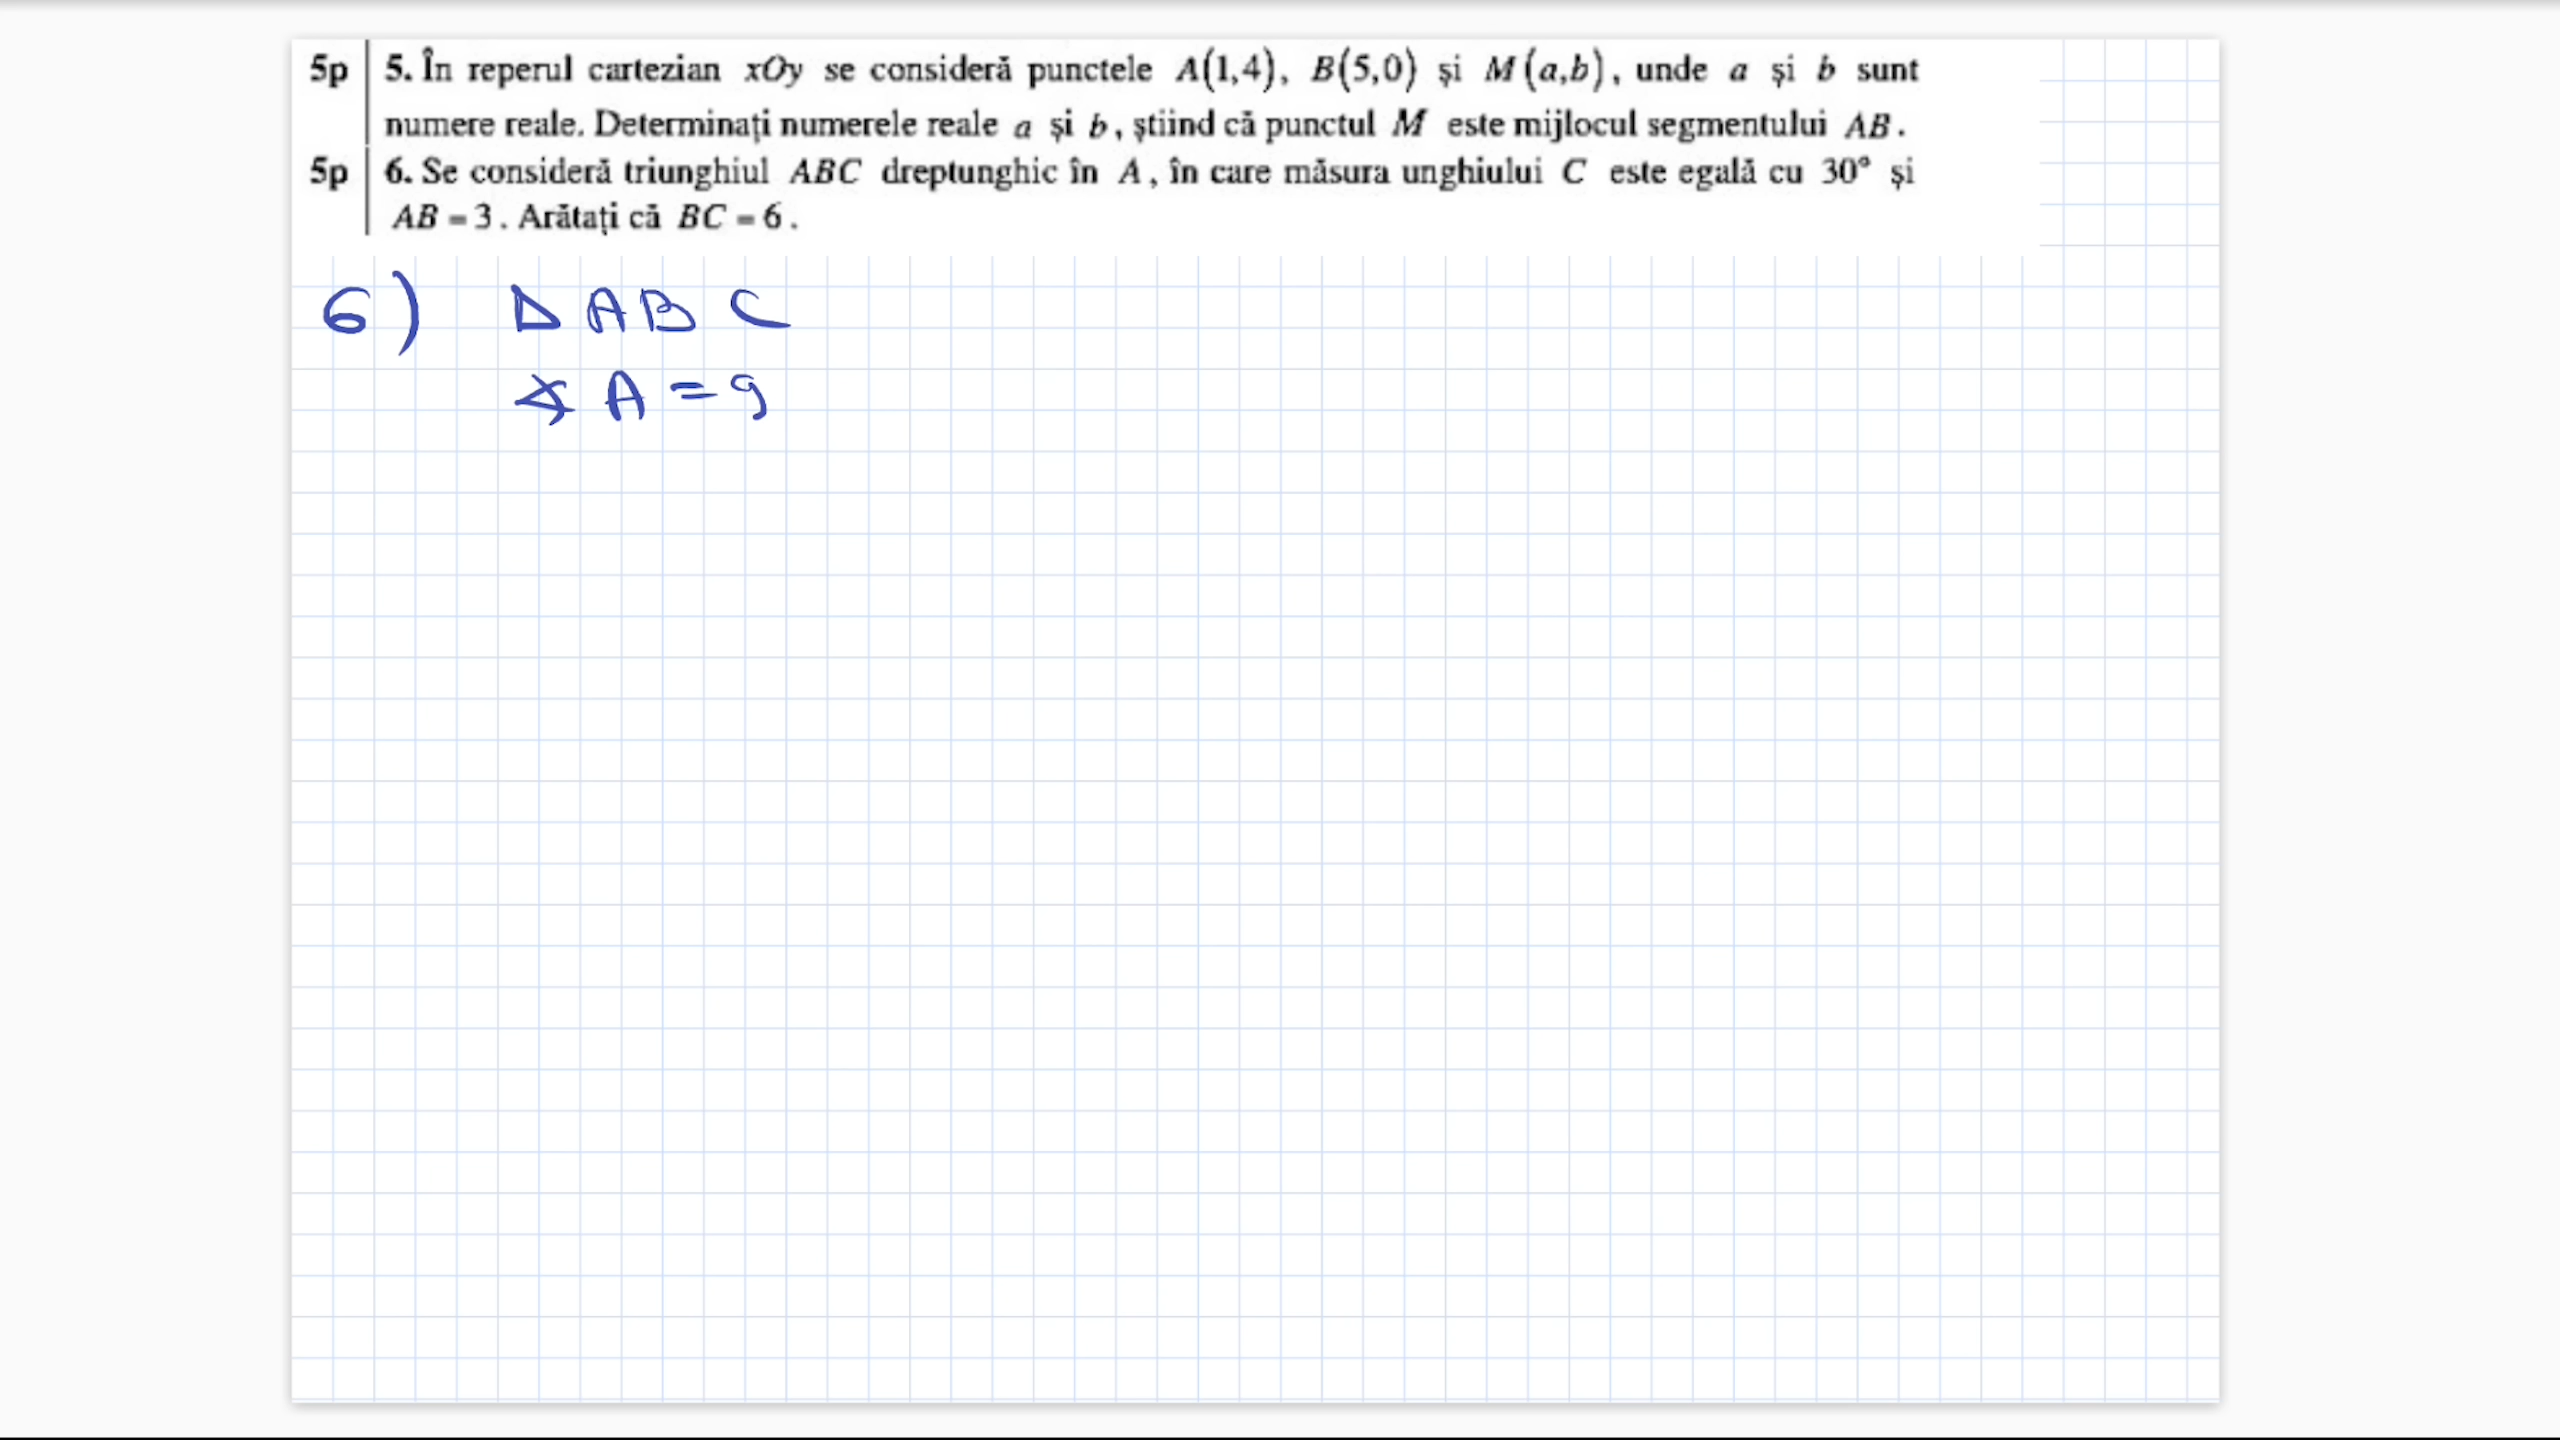 5p 5. În reperul cartezian xOy se consideră punctele A(1,4), B(5,0) și M(a,b), unde a și b sunt
numere reale. Determinați numerele reale a și b, știind că punctul M este mijlocul segmentului AB.
5p 6. Se consideră triunghiul ABC dreptunghic în A, în care măsura unghiului C este egală cu 30° și
AB = 3. Arătați că BC = 6.
6) Δ ABC
∢ A = 9